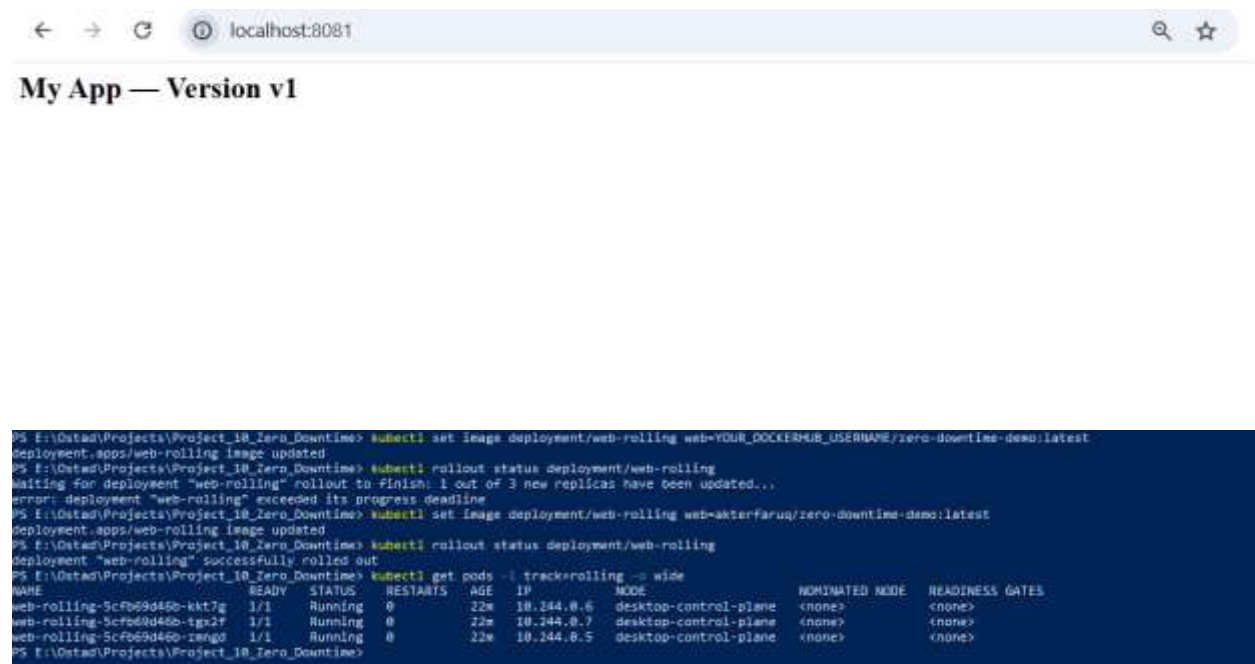 localhost:8081
My App — Version v1
PS E:\Ostad\Projects\Project_10_Zero_Downtime> kubectl set image deployment/web-rolling web=YOUR_DOCKERHUB_USERNAME/zero-downtime-demo:latest
deployment.apps/web-rolling image updated
PS E:\Ostad\Projects\Project_10_Zero_Downtime> kubectl rollout status deployment/web-rolling
Waiting for deployment "web-rolling" rollout to finish: 1 out of 3 new replicas have been updated...
error: deployment "web-rolling" exceeded its progress deadline
PS E:\Ostad\Projects\Project_10_Zero_Downtime> kubectl set image deployment/web-rolling web=akterfaruq/zero-downtime-demo:latest
deployment.apps/web-rolling image updated
PS E:\Ostad\Projects\Project_10_Zero_Downtime> kubectl rollout status deployment/web-rolling
deployment "web-rolling" successfully rolled out
PS E:\Ostad\Projects\Project_10_Zero_Downtime> kubectl get pods -l track=rolling -o wide
NAME READY STATUS RESTARTS AGE IP NODE NOMINATED NODE READINESS GATES
web-rolling-5cfb69d46b-kkt7g 1/1 Running 0 22m 10.244.0.6 desktop-control-plane <none> <none>
web-rolling-5cfb69d46b-tgx2f 1/1 Running 0 22m 10.244.0.7 desktop-control-plane <none> <none>
web-rolling-5cfb69d46b-zmngd 1/1 Running 0 22m 10.244.0.5 desktop-control-plane <none> <none>
PS E:\Ostad\Projects\Project_10_Zero_Downtime>